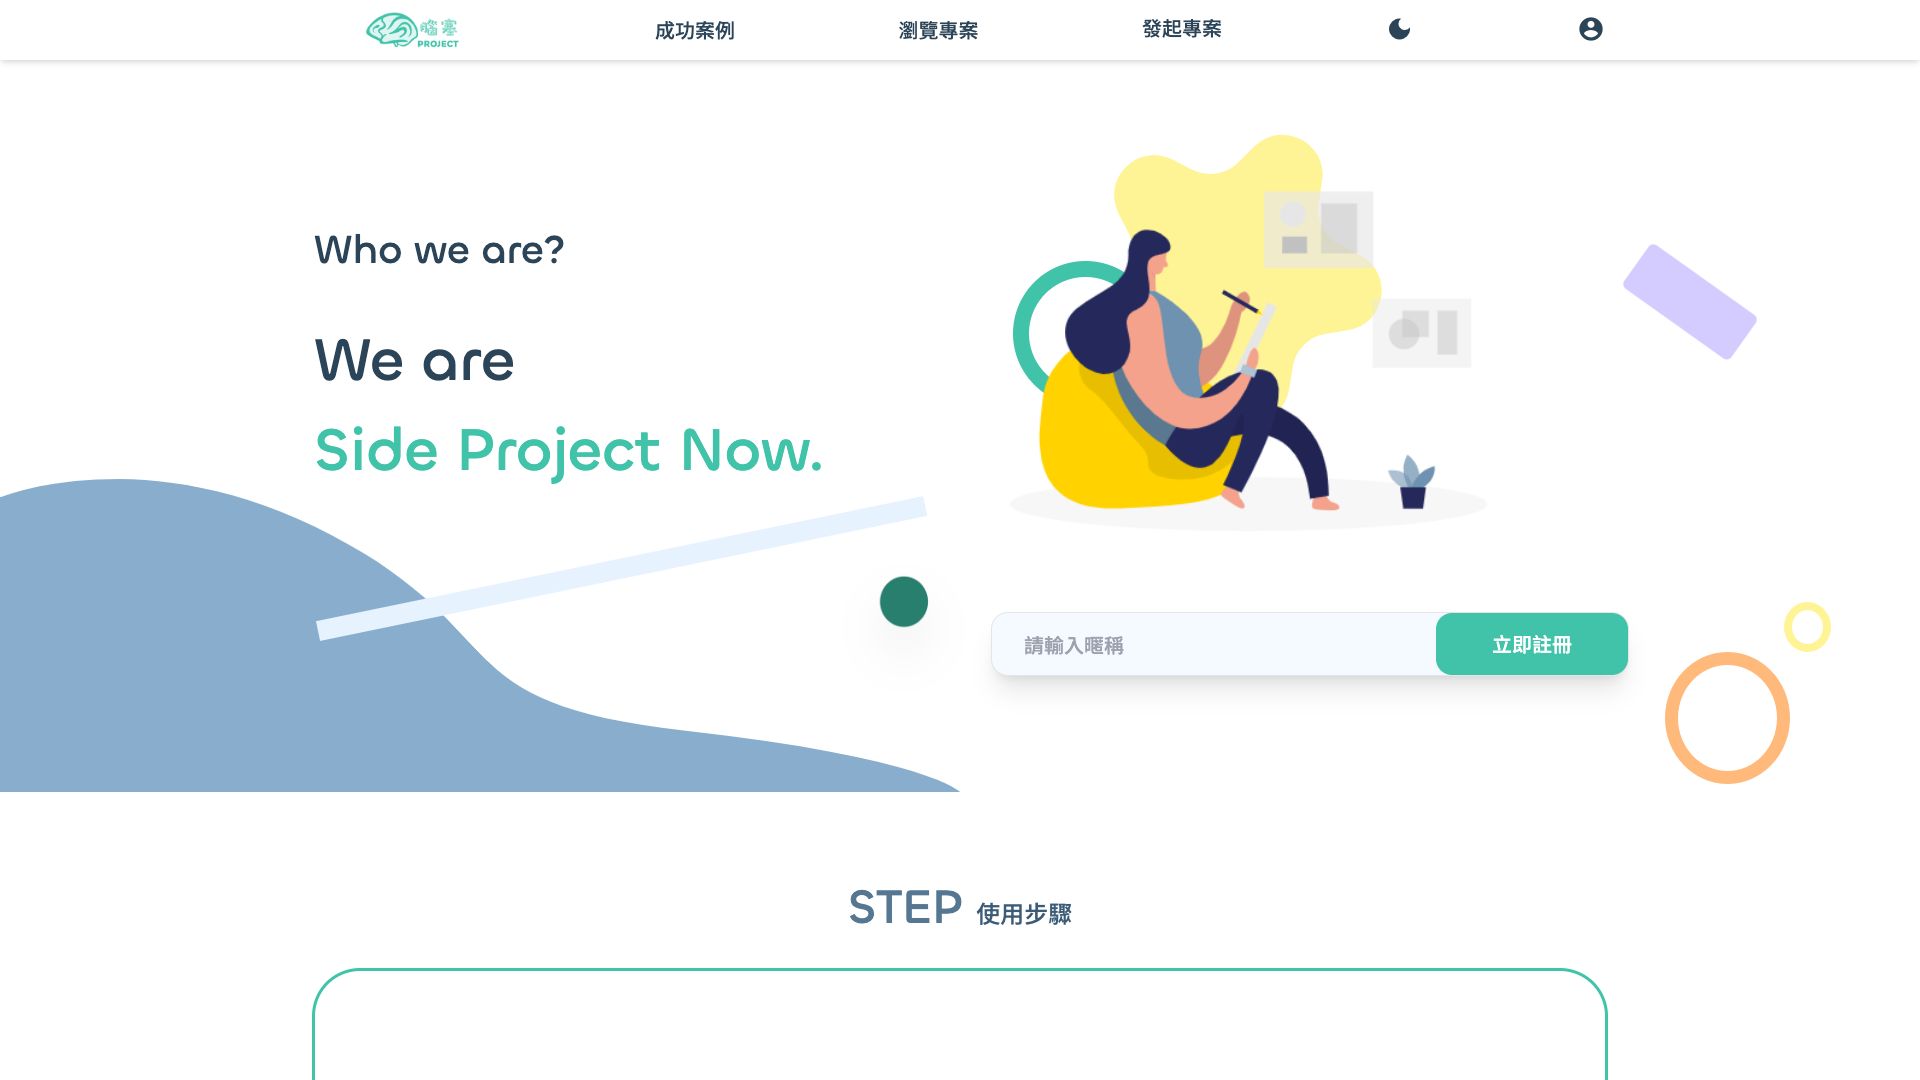 腦塞
PROJECT
成功案例
瀏覽專案
發起專案
Who we are?
We are
Side Project Now.
請輸入暱稱
立即註冊
STEP 使用步驟